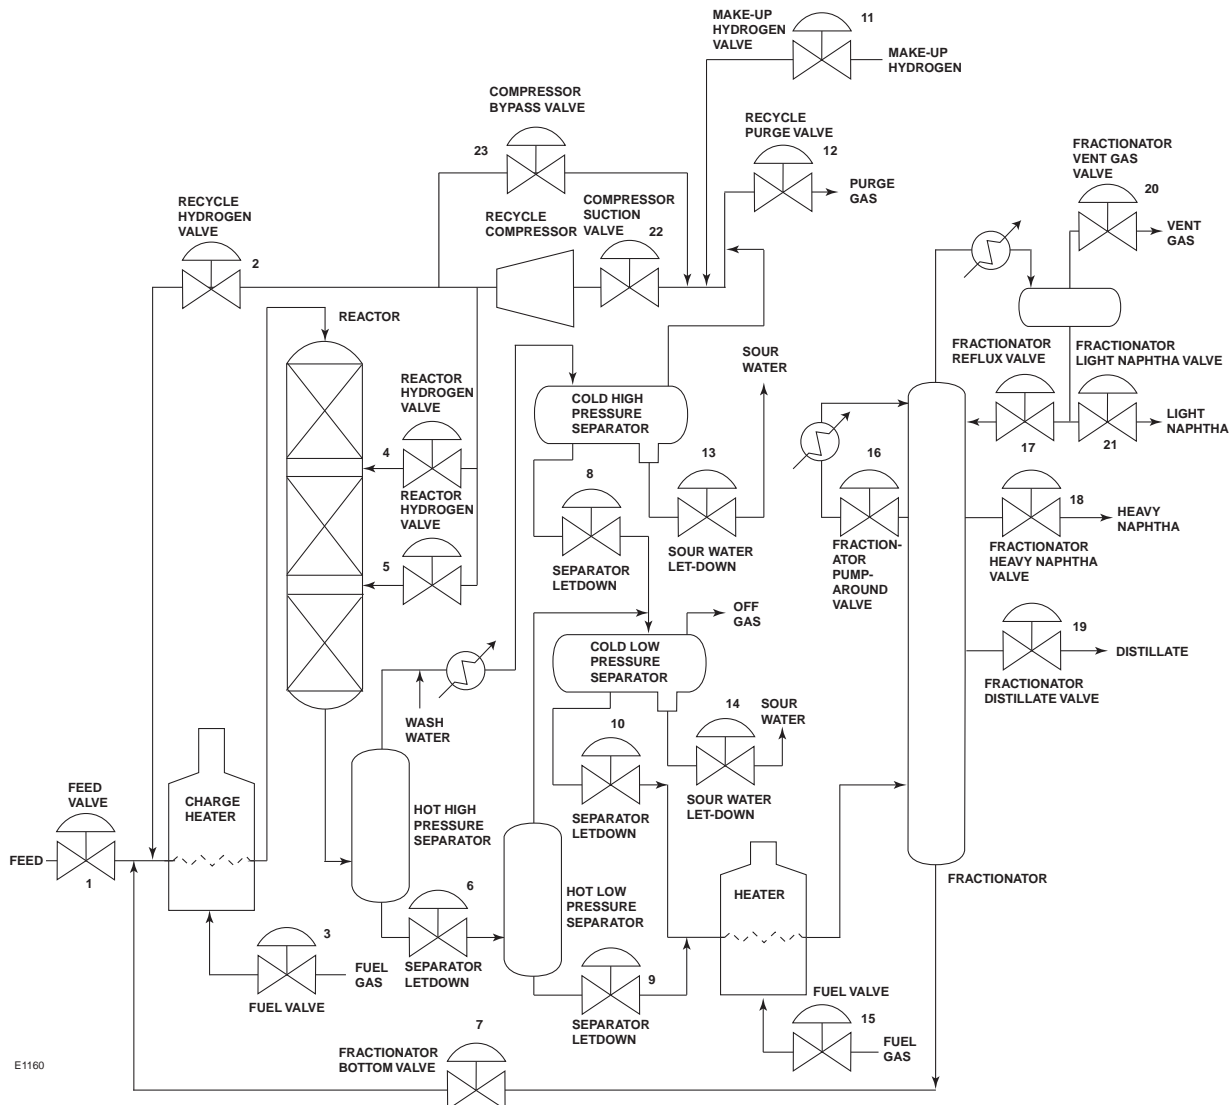 MAKE-UP
HYDROGEN
VALVE
11
MAKE-UP
HYDROGEN
COMPRESSOR
BYPASS VALVE
23
RECYCLE
PURGE VALVE
12
PURGE
GAS
FRACTIONATOR
VENT GAS
VALVE
20
VENT
GAS
RECYCLE
HYDROGEN
VALVE
2
RECYCLE
COMPRESSOR
COMPRESSOR
SUCTION
VALVE
22
REACTOR
REACTOR
HYDROGEN
VALVE
4
REACTOR
HYDROGEN VALVE
5
COLD HIGH
PRESSURE
SEPARATOR
SOUR
WATER
FRACTIONATOR
REFLUX VALVE
FRACTIONATOR
LIGHT NAPHTHA VALVE
17
21
LIGHT
NAPHTHA
8
SEPARATOR
LETDOWN
13
SOUR WATER
LET-DOWN
16
FRACTION-
ATOR
PUMP-
AROUND
VALVE
18
HEAVY
NAPHTHA
FRACTIONATOR
HEAVY NAPHTHA
VALVE
OFF
GAS
COLD LOW
PRESSURE
SEPARATOR
19
DISTILLATE
FRACTIONATOR
DISTILLATE VALVE
WASH
WATER
10
SEPARATOR
LETDOWN
14
SOUR
WATER
SOUR WATER
LET-DOWN
FEED
VALVE
FEED
1
CHARGE
HEATER
HOT HIGH
PRESSURE
SEPARATOR
HOT LOW
PRESSURE
SEPARATOR
HEATER
FRACTIONATOR
6
SEPARATOR
LETDOWN
3
FUEL
GAS
FUEL VALVE
9
SEPARATOR
LETDOWN
FUEL VALVE
15
FUEL
GAS
7
FRACTIONATOR
BOTTOM VALVE
E1160